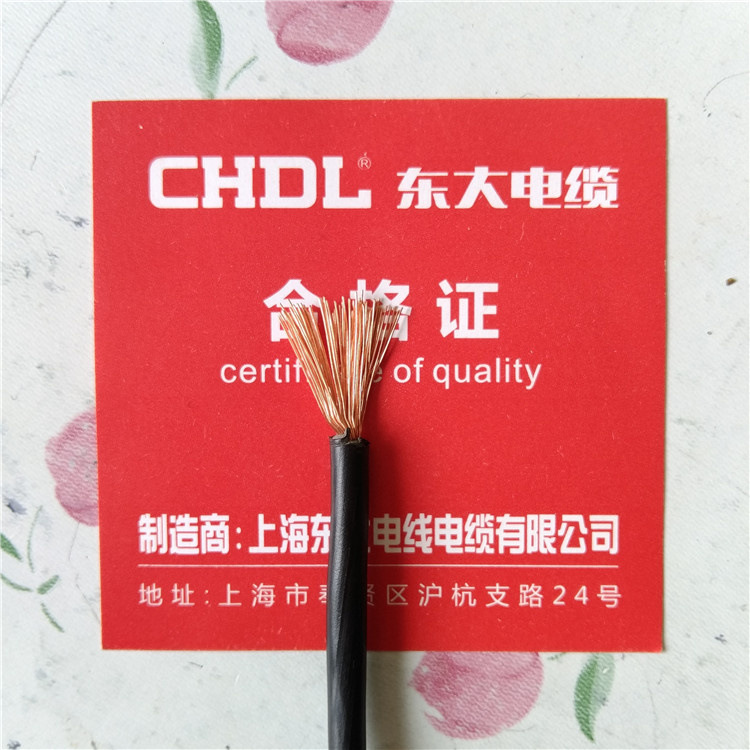 CHDL® 东大电缆
合格证
certif e of quality
制造商:上海东 电线电缆有限公司
地址:上海市奉贤区沪杭支路24号